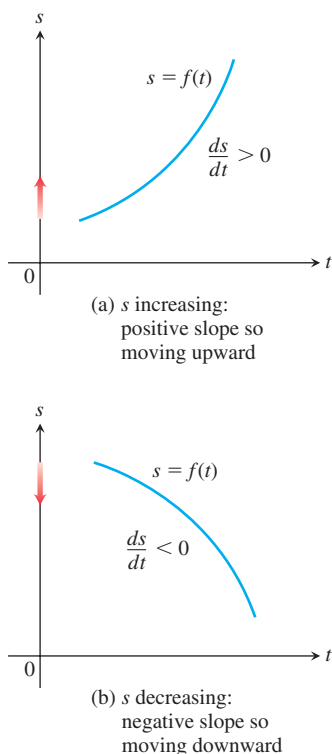 s
s = f(t)
ds
dt
> 0
0
t
(a) s increasing:
positive slope so
moving upward
s
s = f(t)
ds
dt
< 0
0
t
(b) s decreasing:
negative slope so
moving downward